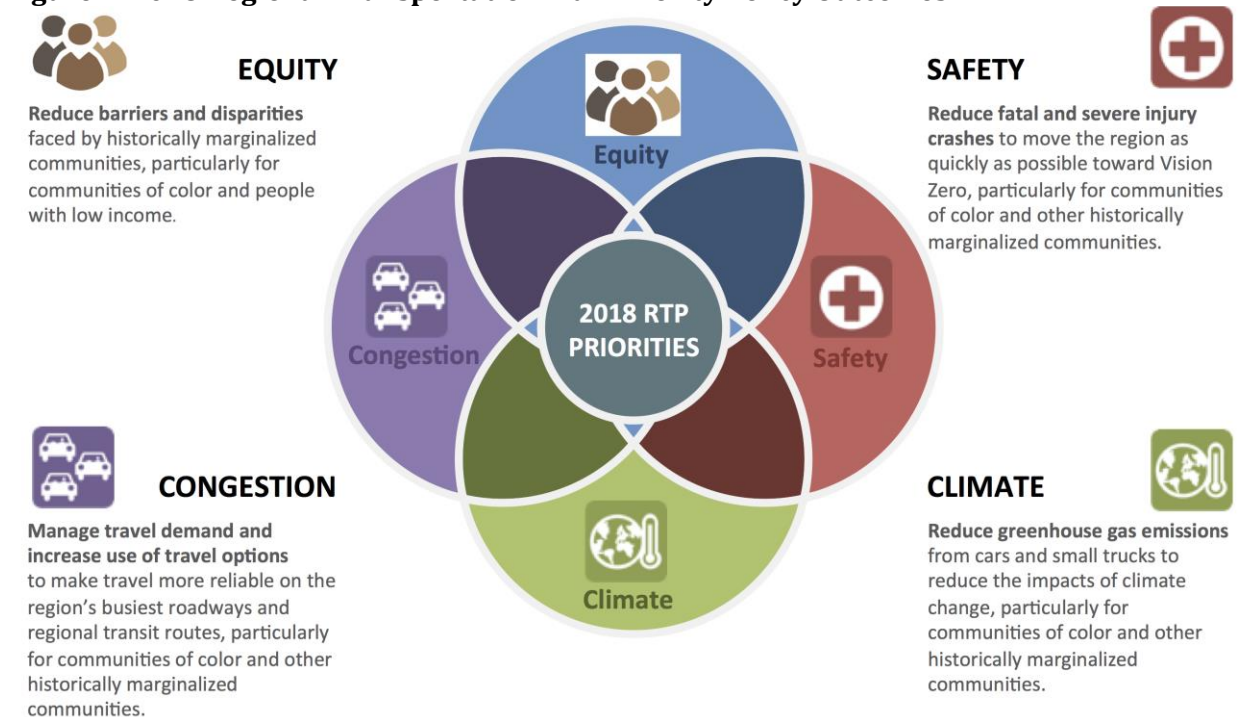 EQUITY
Reduce barriers and disparities
faced by historically marginalized
communities, particularly for
communities of color and people
with low income.
SAFETY
Reduce fatal and severe injury
crashes to move the region as
quickly as possible toward Vision
Zero, particularly for communities
of color and other historically
marginalized communities.
Equity
Congestion
2018 RTP
PRIORITIES
Safety
Climate
CONGESTION
Manage travel demand and
increase use of travel options
to make travel more reliable on the
region's busiest roadways and
regional transit routes, particularly
for communities of color and other
historically marginalized
communities.
CLIMATE
Reduce greenhouse gas emissions
from cars and small trucks to
reduce the impacts of climate
change, particularly for
communities of color and other
historically marginalized
communities.